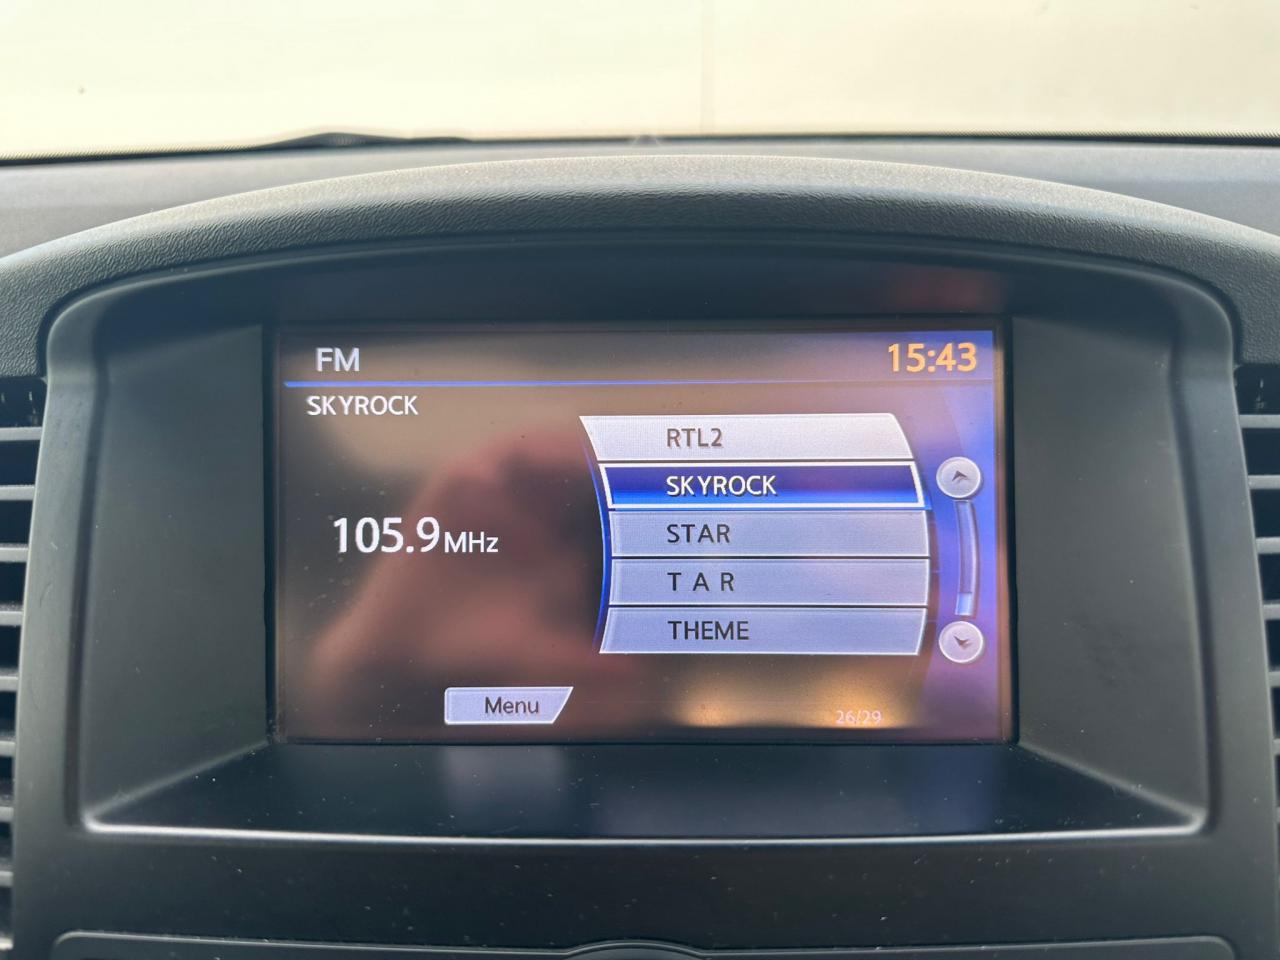 FM
15:43
SKYROCK
RTL2
SKYROCK
105.9MHz
STAR
T A R
THEME
Menu
26/29